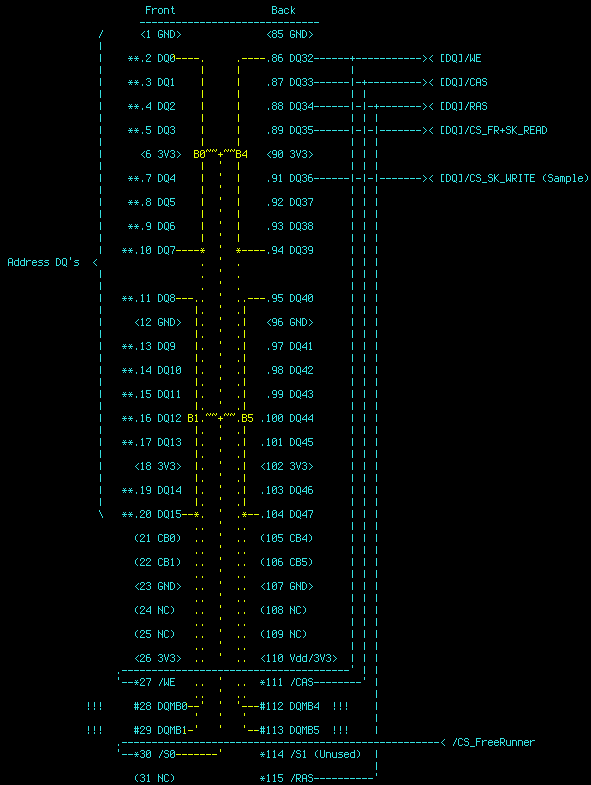 Front Back
<1 GND> <85 GND>
**.2 DQ0 .86 DQ32 >< [DQ]/WE
**.3 DQ1 .87 DQ33 >< [DQ]/CAS
**.4 DQ2 .88 DQ34 >< [DQ]/RAS
**.5 DQ3 .89 DQ35 >< [DQ]/CS_FR+SK_READ
<6 3V3> B0~~+~~B4 <90 3V3>
**.7 DQ4 .91 DQ36 >< [DQ]/CS_SK_WRITE (Sample)
**.8 DQ5 .92 DQ37
**.9 DQ6 .93 DQ38
**.10 DQ7 .94 DQ39
Address DQ's <
**.11 DQ8 .95 DQ40
<12 GND> <96 GND>
**.13 DQ9 .97 DQ41
**.14 DQ10 .98 DQ42
**.15 DQ11 .99 DQ43
**.16 DQ12 B1.~~+~~.B5 .100 DQ44
**.17 DQ13 .101 DQ45
<18 3V3> <102 3V3>
**.19 DQ14 .103 DQ46
**.20 DQ15 .104 DQ47
(21 CB0) (105 CB4)
(22 CB1) (106 CB5)
<23 GND> <107 GND>
(24 NC) (108 NC)
(25 NC) (109 NC)
<26 3V3> <110 Vdd/3V3>
*27 /WE *111 /CAS
!!! #28 DQMB0 #112 DQMB4 !!!
!!! #29 DQMB1 #113 DQMB5 !!!
< /CS_FreeRunner
*30 /S0 *114 /S1 (Unused)
(31 NC) *115 /RAS